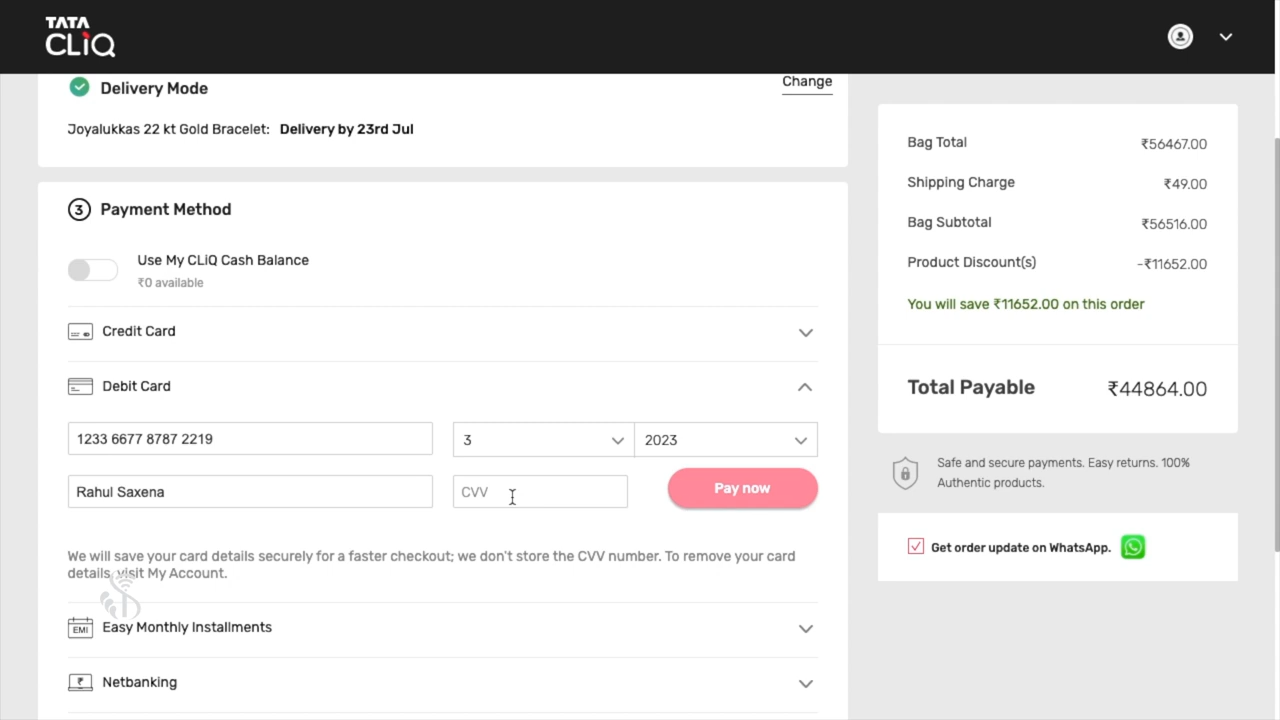 TATA
CLiQ
Delivery Mode
Change
Joyalukkas 22 kt Gold Bracelet: Delivery by 23rd Jul
3 Payment Method
Use My CLiQ Cash Balance
₹0 available
Credit Card
Debit Card
1233 6677 8787 2219
3
2023
Rahul Saxena
CVV
Pay now
We will save your card details securely for a faster checkout; we don't store the CVV number. To remove your card
details, visit My Account.
EMI Easy Monthly Installments
₹ Netbanking
Bag Total ₹56467.00
Shipping Charge ₹49.00
Bag Subtotal ₹56516.00
Product Discount(s) -₹11652.00
You will save ₹11652.00 on this order
Total Payable ₹44864.00
Safe and secure payments. Easy returns. 100%
Authentic products.
Get order update on WhatsApp.